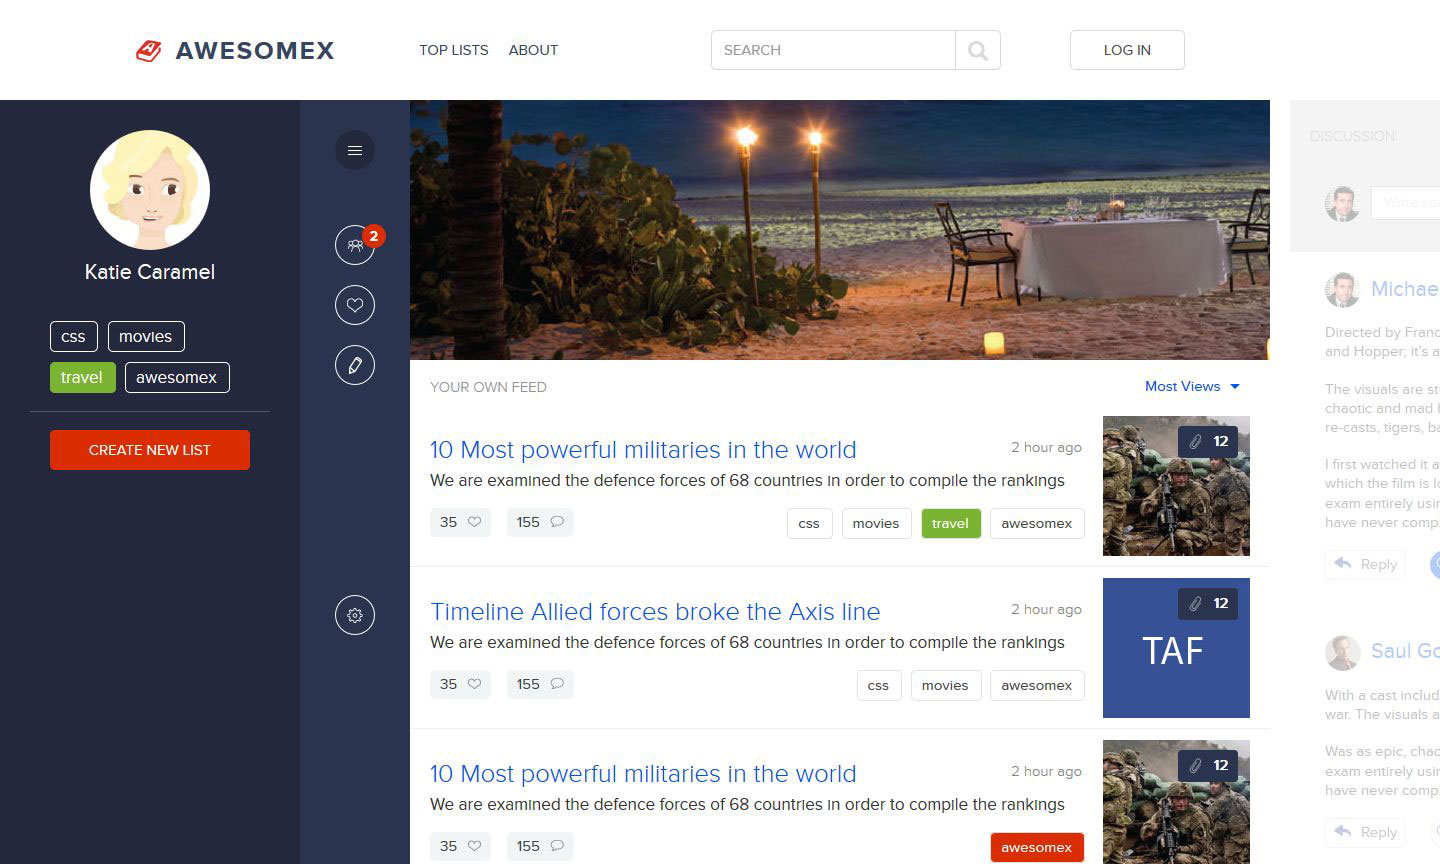 AWESOMEX
TOP LISTS
ABOUT
SEARCH
LOG IN
Katie Caramel
css
movies
travel
awesomex
CREATE NEW LIST
2
YOUR OWN FEED
Most Views
10 Most powerful militaries in the world
2 hour ago
We are examined the defence forces of 68 countries in order to compile the rankings
35
155
css
movies
travel
awesomex
12
Timeline Allied forces broke the Axis line
2 hour ago
We are examined the defence forces of 68 countries in order to compile the rankings
35
155
css
movies
awesomex
12
TAF
10 Most powerful militaries in the world
2 hour ago
We are examined the defence forces of 68 countries in order to compile the rankings
35
155
awesomex
12
DISCUSSION
Write
Michae
Directed by Franc
and Hopper; it's a
The visuals are st
chaotic and mad
re-casts, tigers, ba
I first watched it a
which the film is lo
exam entirely usin
have never comp
Reply
Saul Go
With a cast includ
war. The visuals a
Was as epic, chao
exam entirely usin
have never comp
Reply